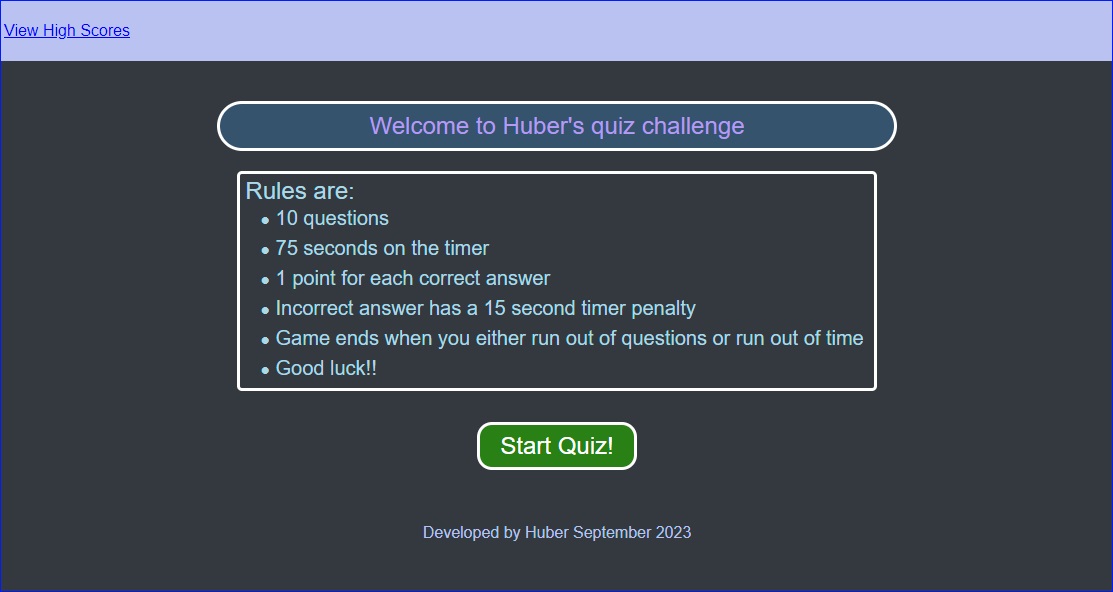 View High Scores
Welcome to Huber's quiz challenge
Rules are:
• 10 questions
• 75 seconds on the timer
• 1 point for each correct answer
• Incorrect answer has a 15 second timer penalty
• Game ends when you either run out of questions or run out of time
• Good luck!!
Start Quiz!
Developed by Huber September 2023